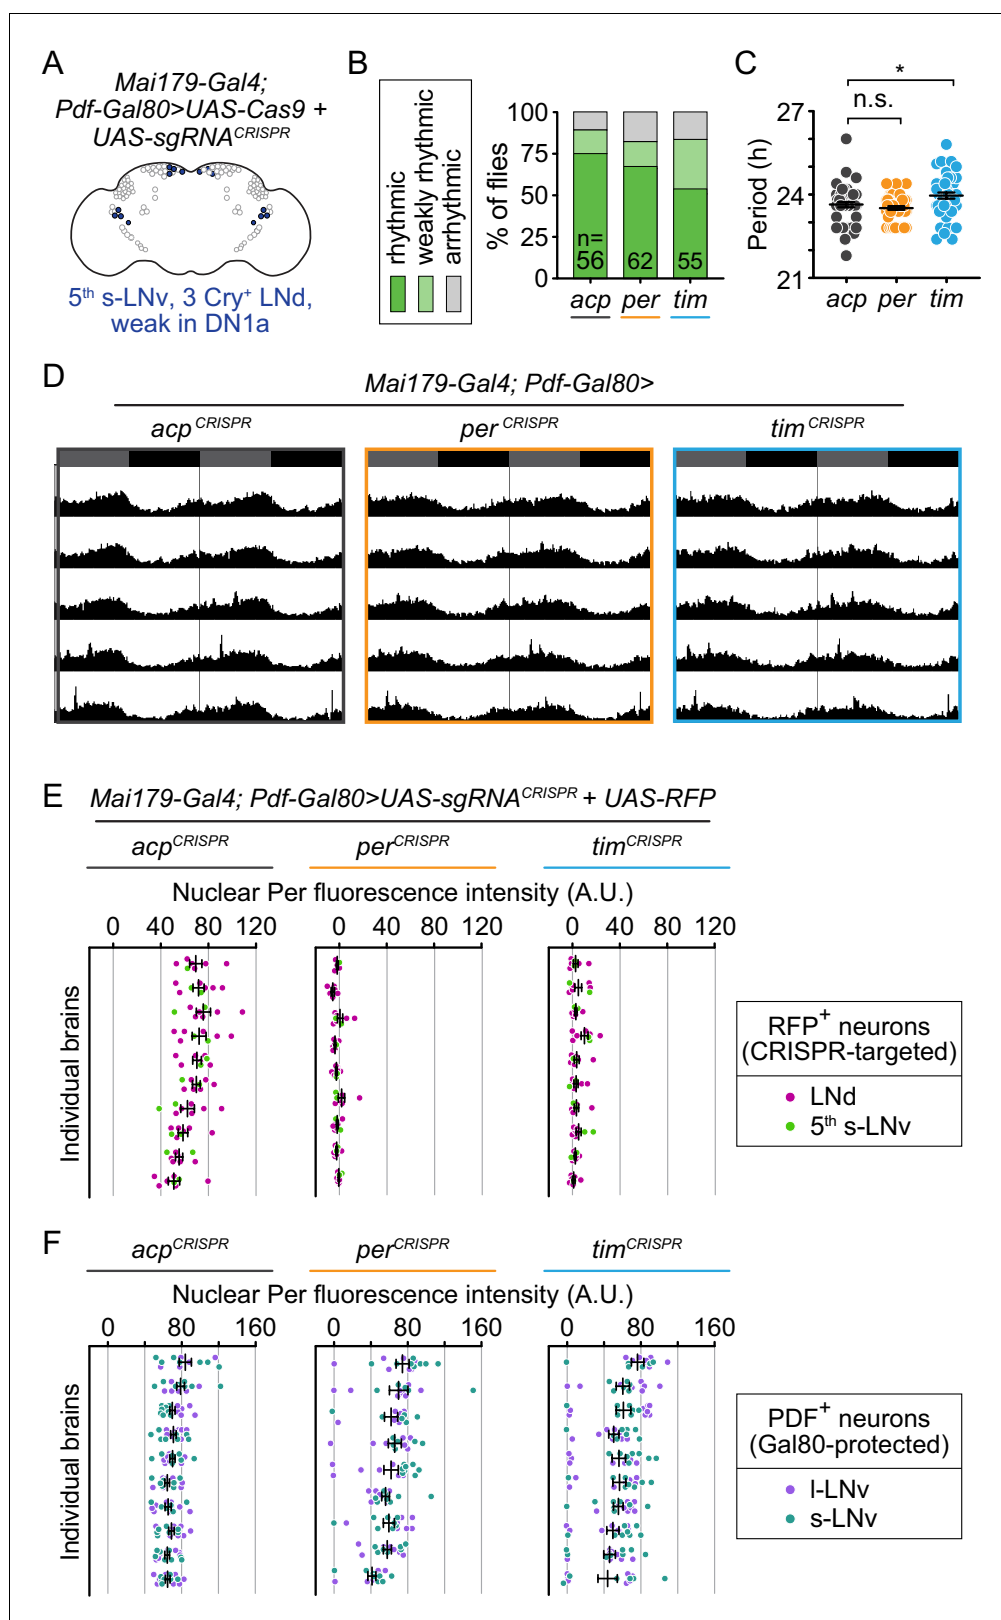 A
Mai179-Gal4;
Pdf-Gal80>UAS-Cas9 +
UAS-sgRNA^CRISPR
5th s-LNv, 3 Cry+ LNd,
weak in DN1a
B
rhythmic
weakly rhythmic
arrhythmic
% of flies
100
75
50
25
0
n=
56
62
55
acp
per
tim
C
*
n.s.
Period (h)
27
24
21
acp
per
tim
D
Mai179-Gal4; Pdf-Gal80>
acp^CRISPR
per^CRISPR
tim^CRISPR
E
Mai179-Gal4; Pdf-Gal80>UAS-sgRNA^CRISPR + UAS-RFP
acp^CRISPR
per^CRISPR
tim^CRISPR
Nuclear Per fluorescence intensity (A.U.)
0 40 80 120
0 40 80 120
0 40 80 120
Individual brains
RFP+ neurons
(CRISPR-targeted)
LNd
5th s-LNv
F
acp^CRISPR
per^CRISPR
tim^CRISPR
Nuclear Per fluorescence intensity (A.U.)
0 80 160
0 80 160
0 80 160
Individual brains
PDF+ neurons
(Gal80-protected)
l-LNv
s-LNv